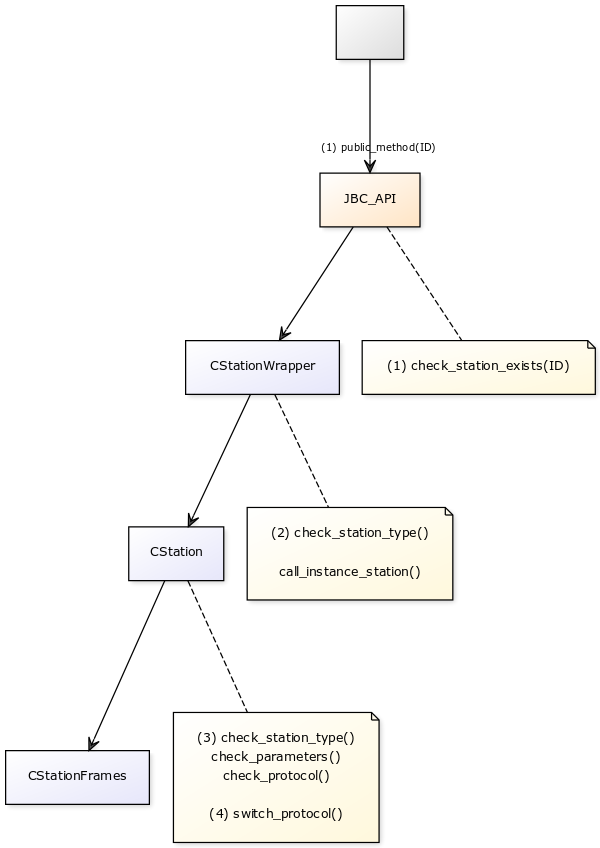 (1) public_method(ID)
JBC_API
CStationWrapper
(1) check_station_exists(ID)
(2) check_station_type()
call_instance_station()
CStation
(3) check_station_type()
check_parameters()
check_protocol()
(4) switch_protocol()
CStationFrames